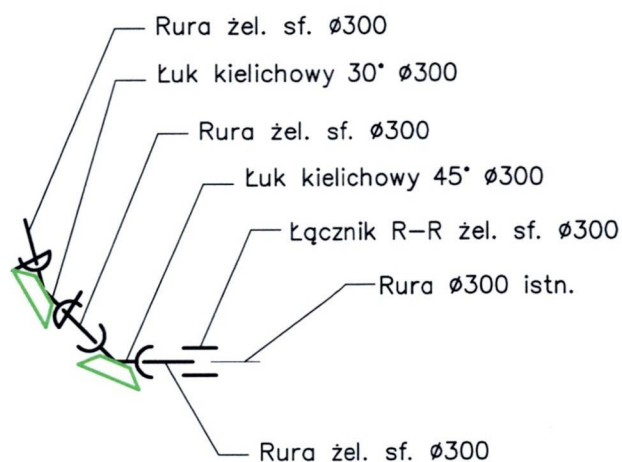 Rura żel. sf. ø300
Łuk kielichowy 30° ø300
Rura żel. sf. ø300
Łuk kielichowy 45° ø300
Łącznik R–R żel. sf. ø300
Rura ø300 istn.
Rura żel. sf. ø300